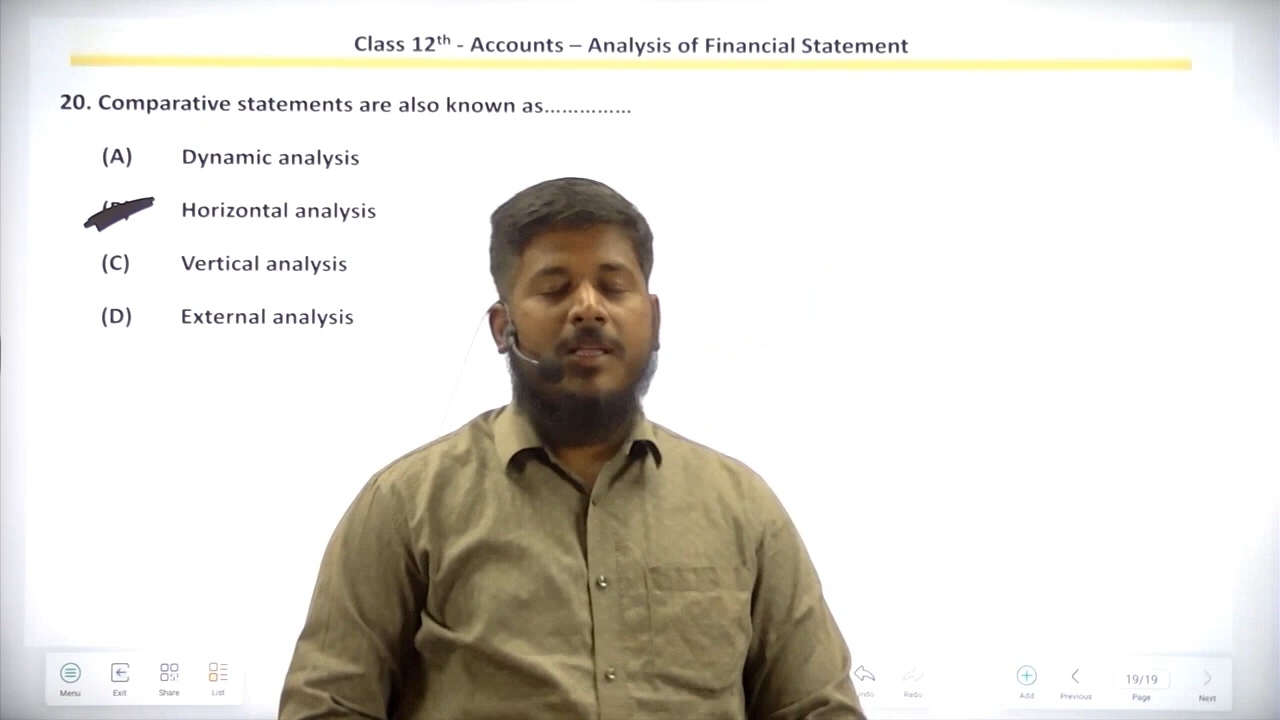 Class 12th - Accounts – Analysis of Financial Statement
20. Comparative statements are also known as...............
(A) Dynamic analysis
Horizontal analysis
(C) Vertical analysis
(D) External analysis
Menu Exit Share List Redo Add Previous 19/19 Page Next